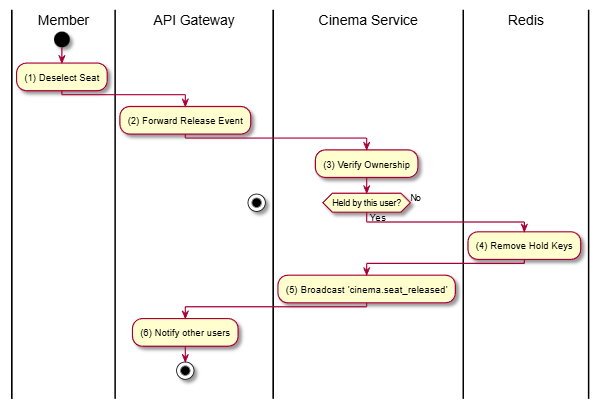 Member
API Gateway
Cinema Service
Redis
(1) Deselect Seat
(2) Forward Release Event
(3) Verify Ownership
Held by this user?
No
Yes
(4) Remove Hold Keys
(5) Broadcast 'cinema.seat_released'
(6) Notify other users